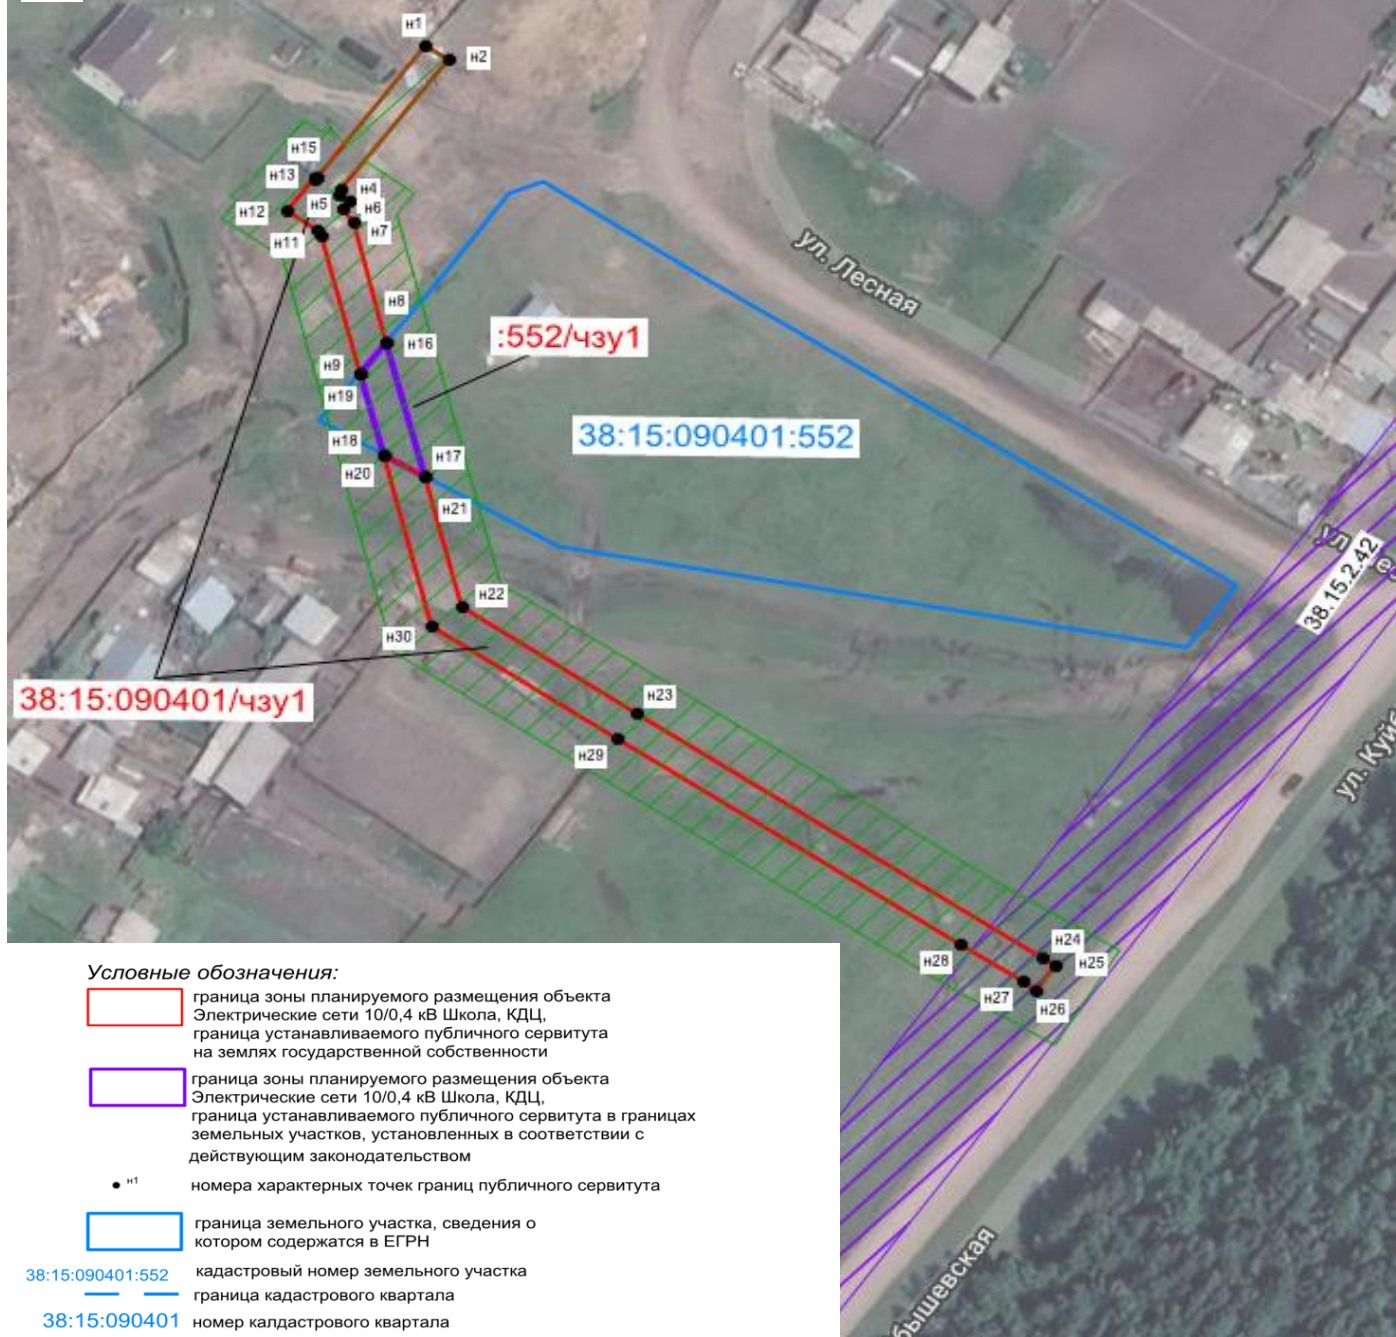 н1
н2
н15
н13
н4
н5
н12
н6
н7
н11
ул. Лесная
н8
:552/чзу1
н16
н9
н19
38:15:090401:552
н18
н17
н20
н21
ул
38.15.2.42
н22
н30
38:15:090401/чзу1
н23
н29
ул. Куй
н24
н28
н25
н27
н26
бышевская
Условные обозначения:
граница зоны планируемого размещения объекта
Электрические сети 10/0,4 кВ Школа, КДЦ,
граница устанавливаемого публичного сервитута
на землях государственной собственности
граница зоны планируемого размещения объекта
Электрические сети 10/0,4 кВ Школа, КДЦ,
граница устанавливаемого публичного сервитута в границах
земельных участков, установленных в соответствии с
действующим законодательством
н1 номера характерных точек границ публичного сервитута
граница земельного участка, сведения о
котором содержатся в ЕГРН
38:15:090401:552 кадастровый номер земельного участка
граница кадастрового квартала
38:15:090401 номер калдастрового квартала